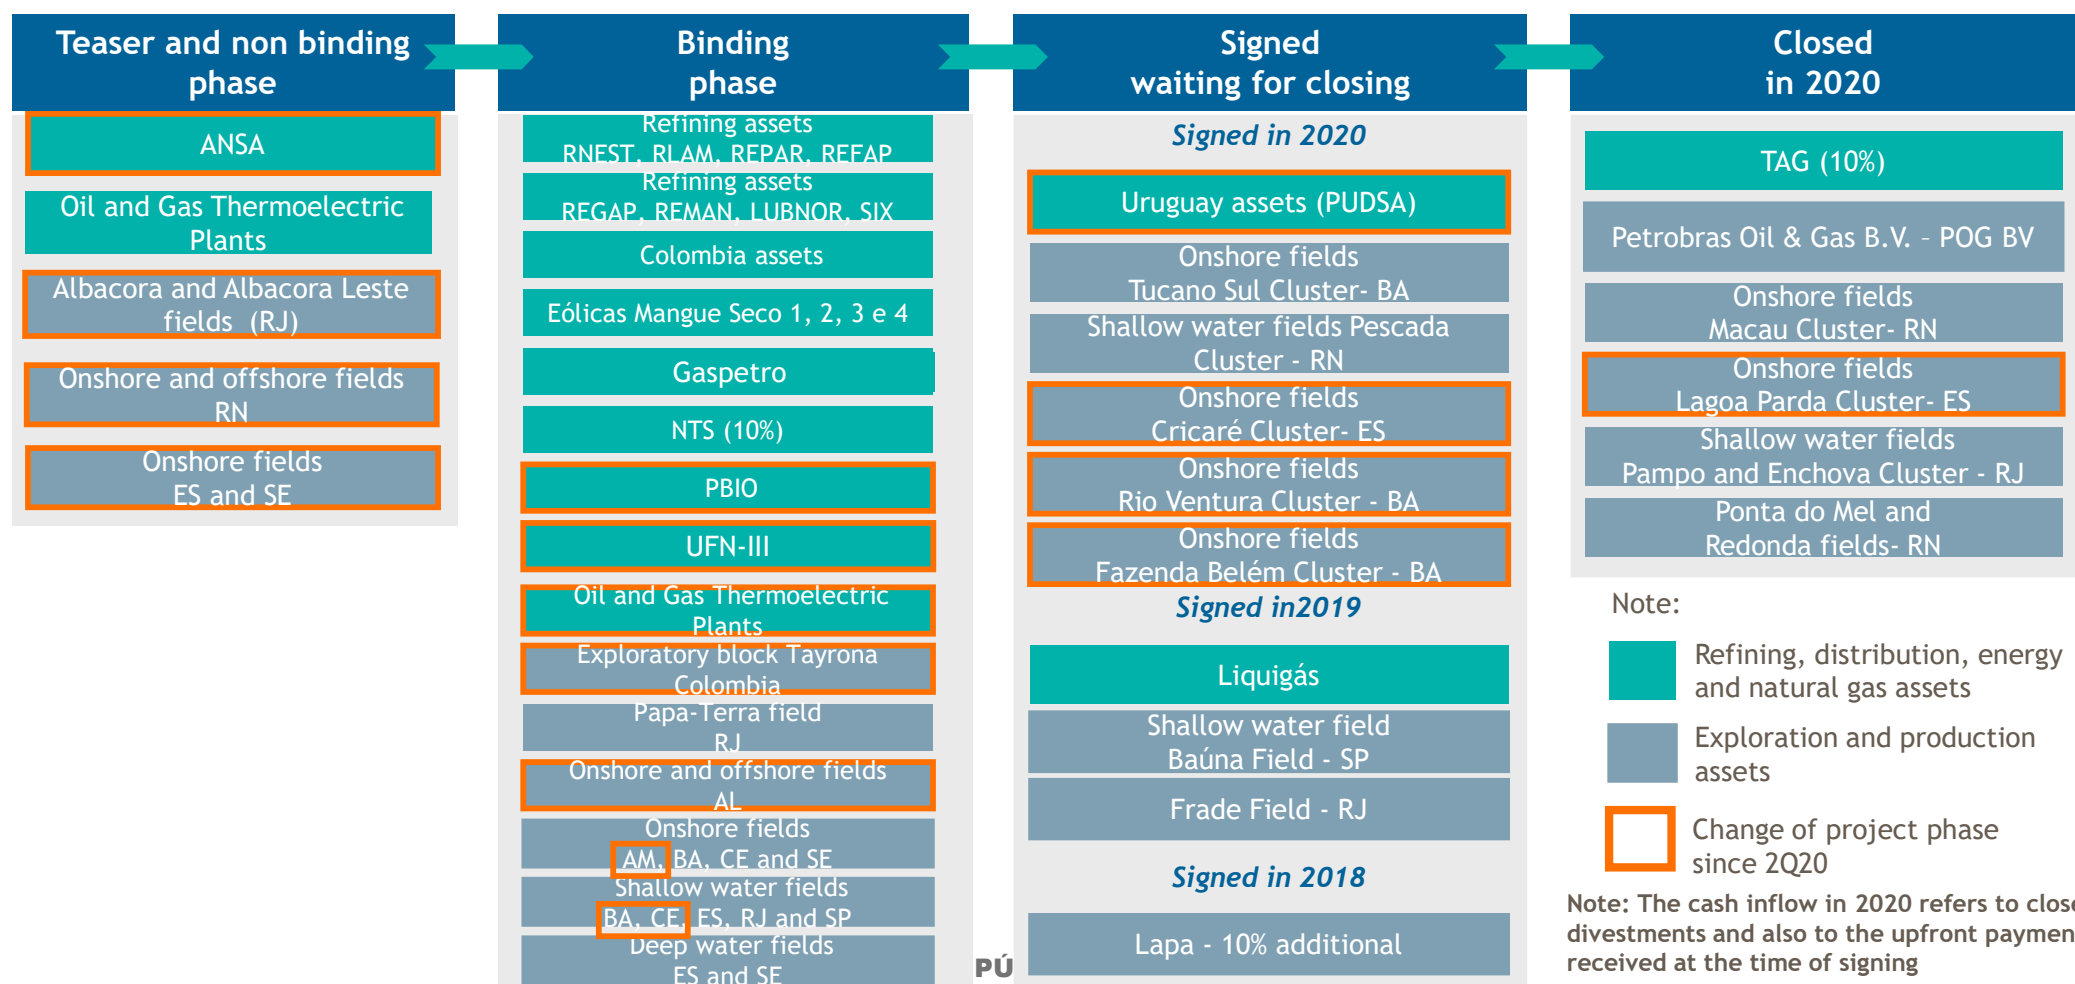 Teaser and non binding
phase
ANSA
Oil and Gas Thermoelectric
Plants
Albacora and Albacora Leste
fields (RJ)
Onshore and offshore fields
RN
Onshore fields
ES and SE
Binding
phase
Refining assets
RNEST, RLAM, REPAR, REFAP
Refining assets
REGAP, REMAN, LUBNOR, SIX
Colombia assets
Eólicas Mangue Seco 1, 2, 3 e 4
Gaspetro
NTS (10%)
PBIO
UFN-III
Oil and Gas Thermoelectric
Plants
Exploratory block Tayrona
Colombia
Papa-Terra field
RJ
Onshore and offshore fields
AL
Onshore fields
AM, BA, CE and SE
Shallow water fields
BA, CE, ES, RJ and SP
Deep water fields
ES and SE
PÚ
Signed
waiting for closing
Signed in 2020
Uruguay assets (PUDSA)
Onshore fields
Tucano Sul Cluster- BA
Shallow water fields Pescada
Cluster - RN
Onshore fields
Cricaré Cluster- ES
Onshore fields
Rio Ventura Cluster - BA
Onshore fields
Fazenda Belém Cluster - BA
Signed in2019
Liquigás
Shallow water field
Baúna Field - SP
Frade Field - RJ
Signed in 2018
Lapa - 10% additional
Closed
in 2020
TAG (10%)
Petrobras Oil & Gas B.V. – POG BV
Onshore fields
Macau Cluster- RN
Onshore fields
Lagoa Parda Cluster- ES
Shallow water fields
Pampo and Enchova Cluster - RJ
Ponta do Mel and
Redonda fields- RN
Note:
Refining, distribution, energy
and natural gas assets
Exploration and production
assets
Change of project phase
since 2Q20
Note: The cash inflow in 2020 refers to close
divestments and also to the upfront paymen
received at the time of signing